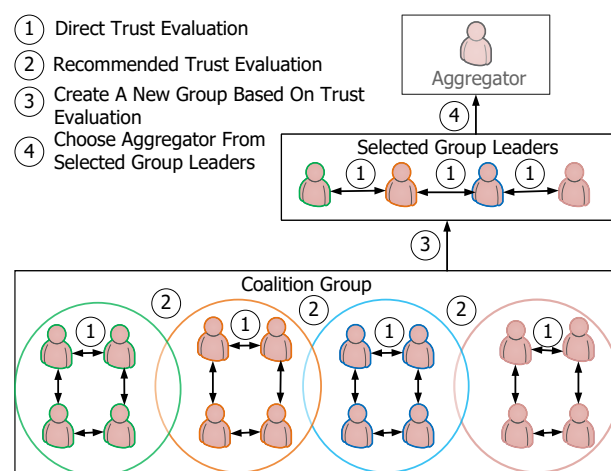 1 Direct Trust Evaluation
2 Recommended Trust Evaluation
3 Create A New Group Based On Trust
Evaluation
4 Choose Aggregator From
Selected Group Leaders
Aggregator
4
Selected Group Leaders
1 1 1
3
Coalition Group
2 2 2
1 1 1 1